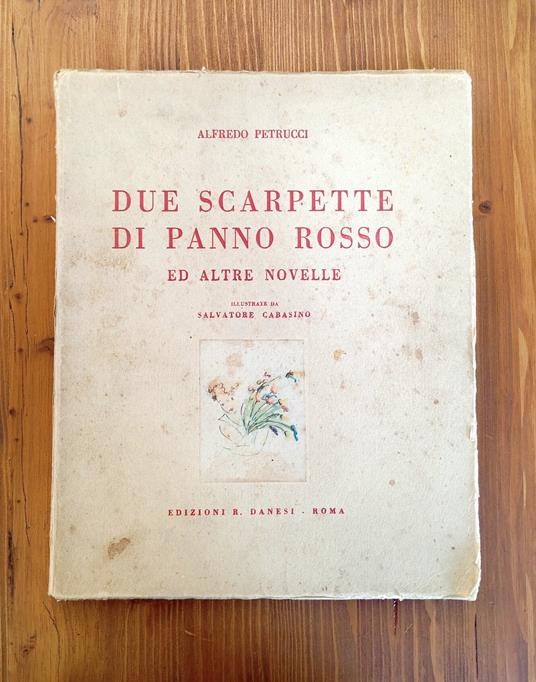 ALFREDO PETRUCCI
DUE SCARPETTE
DI PANNO ROSSO
ED ALTRE NOVELLE
ILLUSTRATE DA
SALVATORE CABASINO
EDIZIONI R. DANESI - ROMA